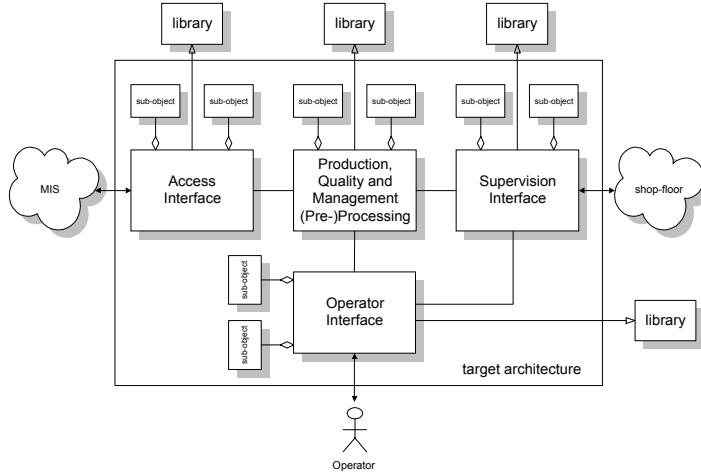 library
library
library
sub-object
sub-object
sub-object
sub-object
sub-object
sub-object
MIS
Access
Interface
Production,
Quality and
Management
(Pre-)Processing
Supervision
Interface
shop-floor
sub-object
Operator
Interface
sub-object
library
target architecture
Operator